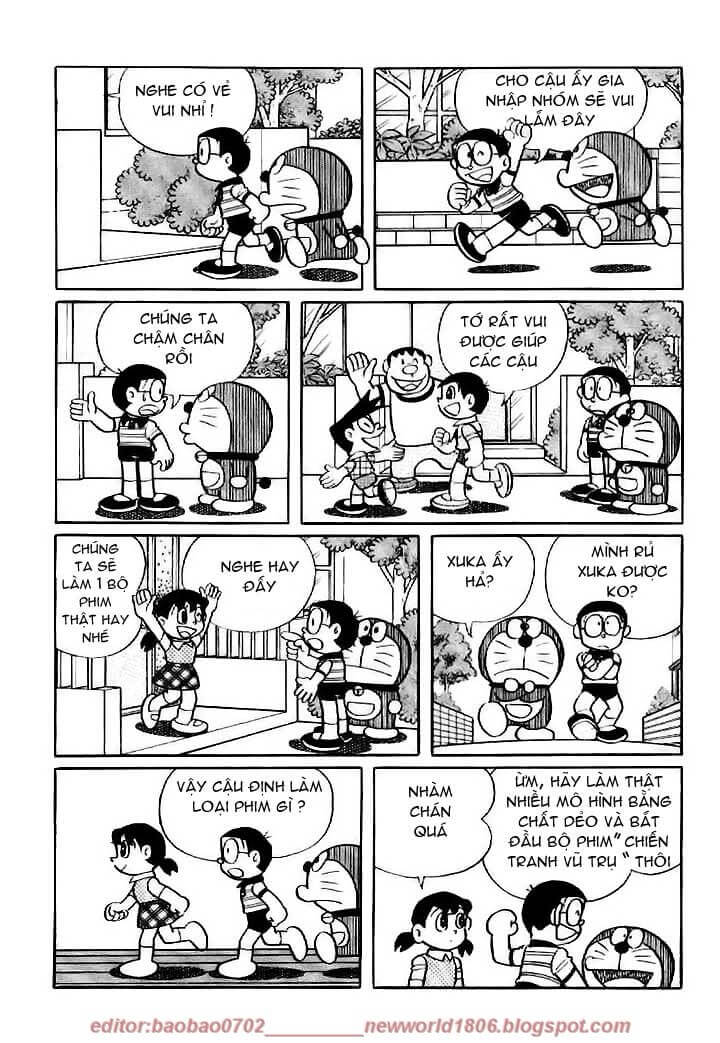 NGHE CÓ VẺ
VUI NHỈ !
CHO CẬU ẤY GIA
NHẬP NHÓM SẼ VUI
LẮM ĐÂY
CHÚNG TA
CHẬM CHÂN
RỒI
TỚ RẤT VUI
ĐƯỢC GIÚP
CÁC CẬU
CHÚNG
TA SẼ
LÀM 1 BỘ
PHIM
THẬT HAY
NHÉ
NGHE HAY
ĐẤY
XUKA ẤY
HẢ?
MÌNH RỦ
XUKA ĐƯỢC
KO?
VẬY CẬU ĐỊNH LÀM
LOẠI PHIM GÌ ?
NHÀM
CHÁN
QUÁ
ỪM, HÃY LÀM THẬT
NHIỀU MÔ HÌNH BẰNG
CHẤT DẺO VÀ BẮT
ĐẦU BỘ PHIM" CHIẾN
TRANH VŨ TRỤ " THÔI
editor:baobao0702__________newworld1806.blogspot.com